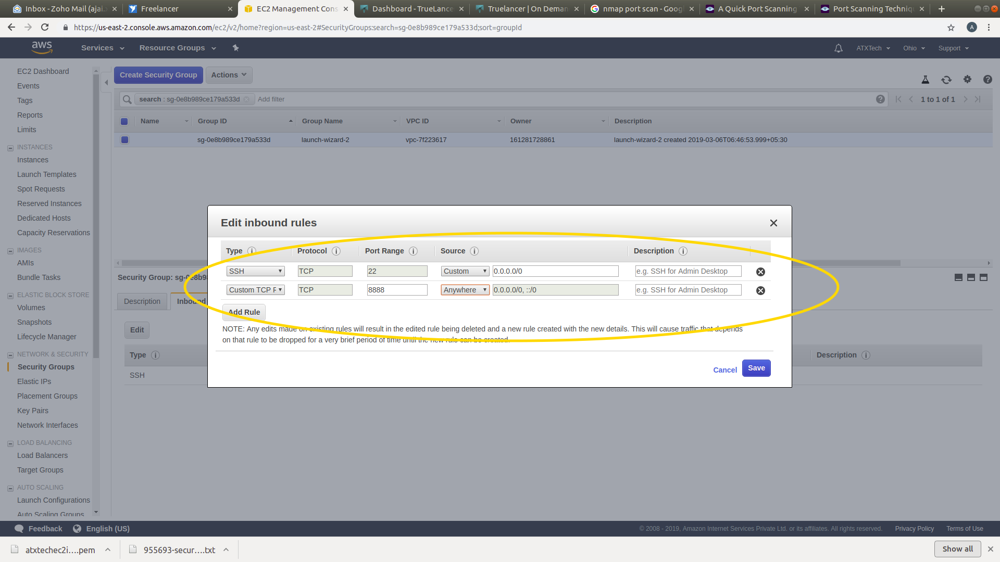 Inbox - Zoho Mail (ajai.
Freelancer
EC2 Management Cons
Dashboard - TrueLance
Truelancer | On Deman
nmap port scan - Goog
A Quick Port Scanning
Port Scanning Techniq
https://us-east-2.console.aws.amazon.com/ec2/v2/home?region=us-east-2#SecurityGroups:search=sg-0e8b989ce179a533d;sort=groupId
A
aws
Services
Resource Groups
ATXTech
Ohio
Support
EC2 Dashboard
Events
Tags
Reports
Limits
INSTANCES
Instances
Launch Templates
Spot Requests
Reserved Instances
Dedicated Hosts
Capacity Reservations
IMAGES
AMIs
Bundle Tasks
ELASTIC BLOCK STORE
Volumes
Snapshots
Lifecycle Manager
NETWORK & SECURITY
Security Groups
Elastic IPs
Placement Groups
Key Pairs
Network Interfaces
LOAD BALANCING
Load Balancers
Target Groups
AUTO SCALING
Launch Configurations
Auto Scaling Groups
Create Security Group
Actions
search : sg-0e8b989ce179a533d
Add filter
1 to 1 of 1
Name Group ID Group Name VPC ID Owner Description
sg-0e8b989ce179a533d launch-wizard-2 vpc-7f223617 161281728861 launch-wizard-2 created 2019-03-06T06:46:53.999+05:30
Security Group: sg-0e8b98
Description
Inbound
Edit
Type
Description
SSH
Edit inbound rules
Type Protocol Port Range Source Description
SSH TCP 22 Custom 0.0.0.0/0 e.g. SSH for Admin Desktop
Custom TCP F TCP 8888 Anywhere 0.0.0.0/0, ::/0 e.g. SSH for Admin Desktop
Add Rule
NOTE: Any edits made on existing rules will result in the edited rule being deleted and a new rule created with the new details. This will cause traffic that depends
on that rule to be dropped for a very brief period of time until the new rule can be created.
Cancel
Save
Feedback
English (US)
© 2008 - 2019, Amazon Internet Services Private Ltd. or its affiliates. All rights reserved.
Privacy Policy
Terms of Use
atxtechec2i....pem
955693-secur....txt
Show all